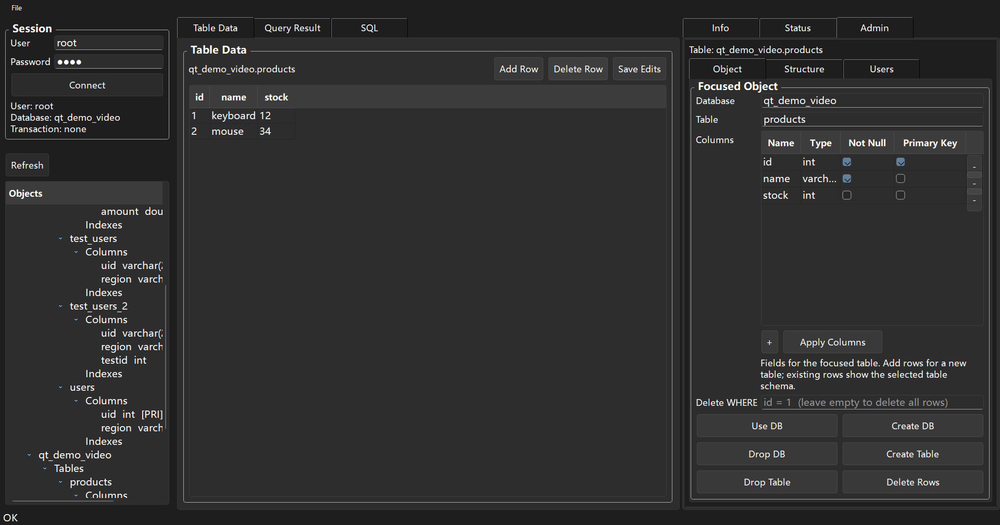 File
Session
User root
Password ●●●●
Connect
User: root
Database: qt_demo_video
Transaction: none
Refresh
Objects
amount dou
Indexes
test_users
Columns
uid varchar(
region varch
Indexes
test_users_2
Columns
uid varchar(
region varch
testid int
Indexes
users
Columns
uid int [PRI]
region varch
Indexes
qt_demo_video
Tables
products
Columns
OK
Table Data Query Result SQL
Table Data
qt_demo_video.products Add Row Delete Row Save Edits
id name stock
1 keyboard 12
2 mouse 34
Info Status Admin
Table: qt_demo_video.products
Object Structure Users
Focused Object
Database qt_demo_video
Table products
Columns Name Type Not Null Primary Key
id int -
name varch... -
stock int -
+ Apply Columns
Fields for the focused table. Add rows for a new
table; existing rows show the selected table
schema.
Delete WHERE id = 1 (leave empty to delete all rows)
Use DB Create DB
Drop DB Create Table
Drop Table Delete Rows